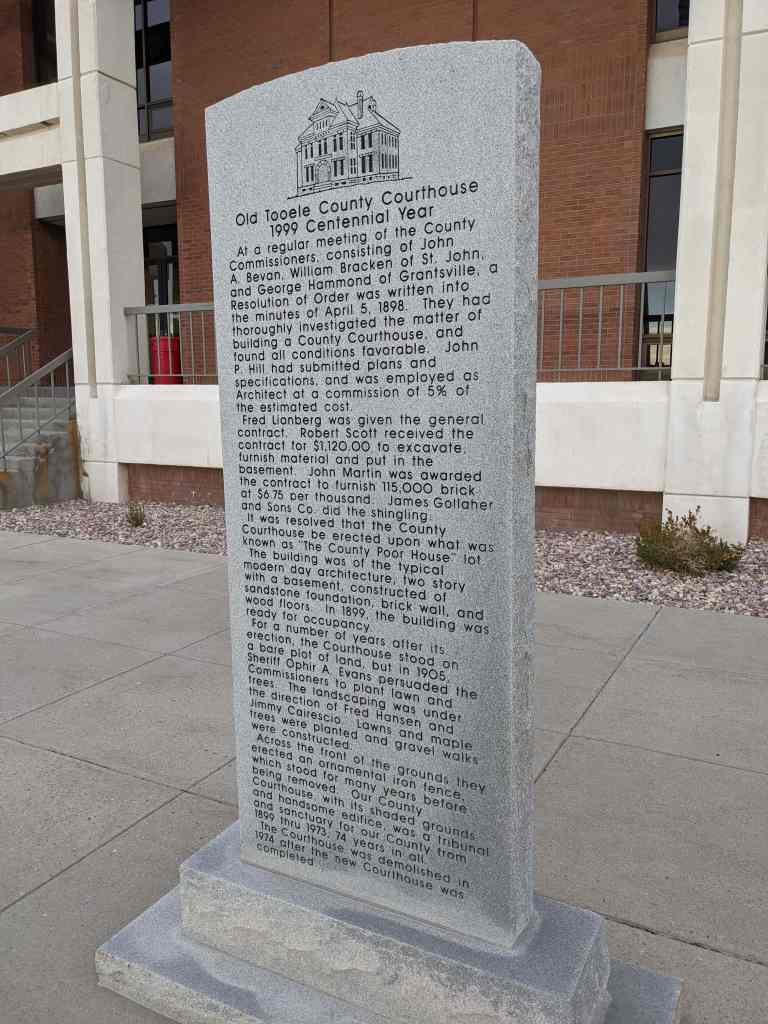 Old Tooele County Courthouse
1999 Centennial Year
At a regular meeting of the County
Commissioners, consisting of John
A. Bevan, William Bracken of St. John,
and George Hammond of Grantsville, a
Resolution of Order was written into
the minutes of April 5, 1898. They had
thoroughly investigated the matter of
building a County Courthouse, and
found all conditions favorable. John
P. Hill had submitted plans and
specifications, and was employed as
Architect at a commission of 5% of
the estimated cost.
Fred Lionberg was given the general
contract. Robert Scott received the
contract for $1,120.00 to excavate,
furnish material and put in the
basement. John Martin was awarded
the contract to furnish 115,000 brick
at $6.75 per thousand. James Gollaher
and Sons Co. did the shingling.
It was resolved that the County
Courthouse be erected upon what was
known as "The County Poor House" lot.
The building was of the typical
modern day architecture, two story
with a basement, constructed of
sandstone foundation, brick wall, and
wood floors. In 1899, the building was
ready for occupancy.
For a number of years after its
erection, the Courthouse stood on
a bare plot of land, but in 1905,
Sheriff Ophir A. Evans persuaded the
Commissioners to plant lawn and
trees. The landscaping was under
the direction of Fred Hansen and
Jimmy Cairescio. Lawns and maple
trees were planted and gravel walks
were constructed.
Across the front of the grounds they
erected an ornamental iron fence,
which stood for many years before
being removed. Our County
Courthouse, with its shaded grounds
and handsome edifice, was a tribunal
and sanctuary for our County from
1899 thru 1973, 74 years in all.
The Courthouse was demolished in
1974 after the new Courthouse was
completed.